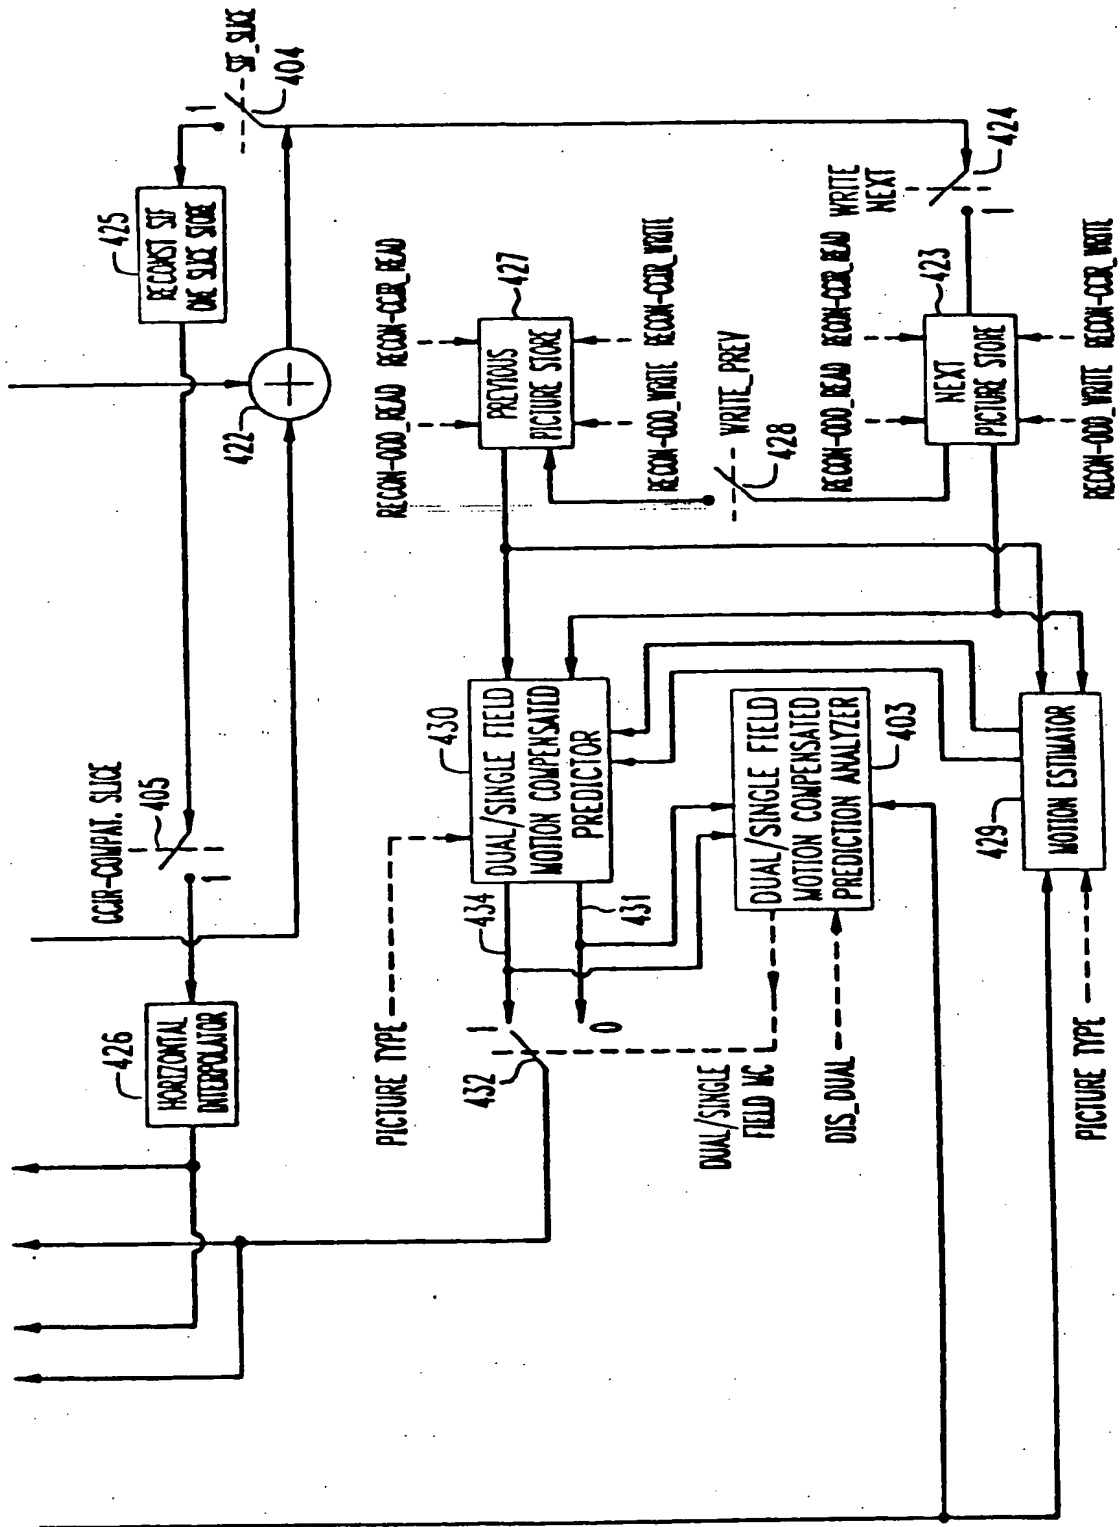 SIF_SLICE
404
1
425
RECONST SIF
ONE SLICE STORE
422
CCIR-COMPAT. SLICE
405
1
426
HORIZONTAL
INTERPOLATOR
RECON-ODD_READ RECON-CCIR_READ
427
PREVIOUS
PICTURE STORE
RECON-ODD_WRITE RECON-CCIR_WRITE
WRITE_PREV
428
WRITE
NEXT
424
1
RECON-ODD_READ RECON-CCIR_READ
423
NEXT
PICTURE STORE
RECON-ODD_WRITE RECON-CCIR_WRITE
PICTURE TYPE
430
DUAL/SINGLE FIELD
MOTION COMPENSATED
PREDICTOR
434
431
1
0
432
DUAL/SINGLE FIELD
MOTION COMPENSATED
PREDICTION ANALYZER
403
DUAL/SINGLE
FIELD MC
DIS_DUAL
429
MOTION ESTIMATOR
PICTURE TYPE